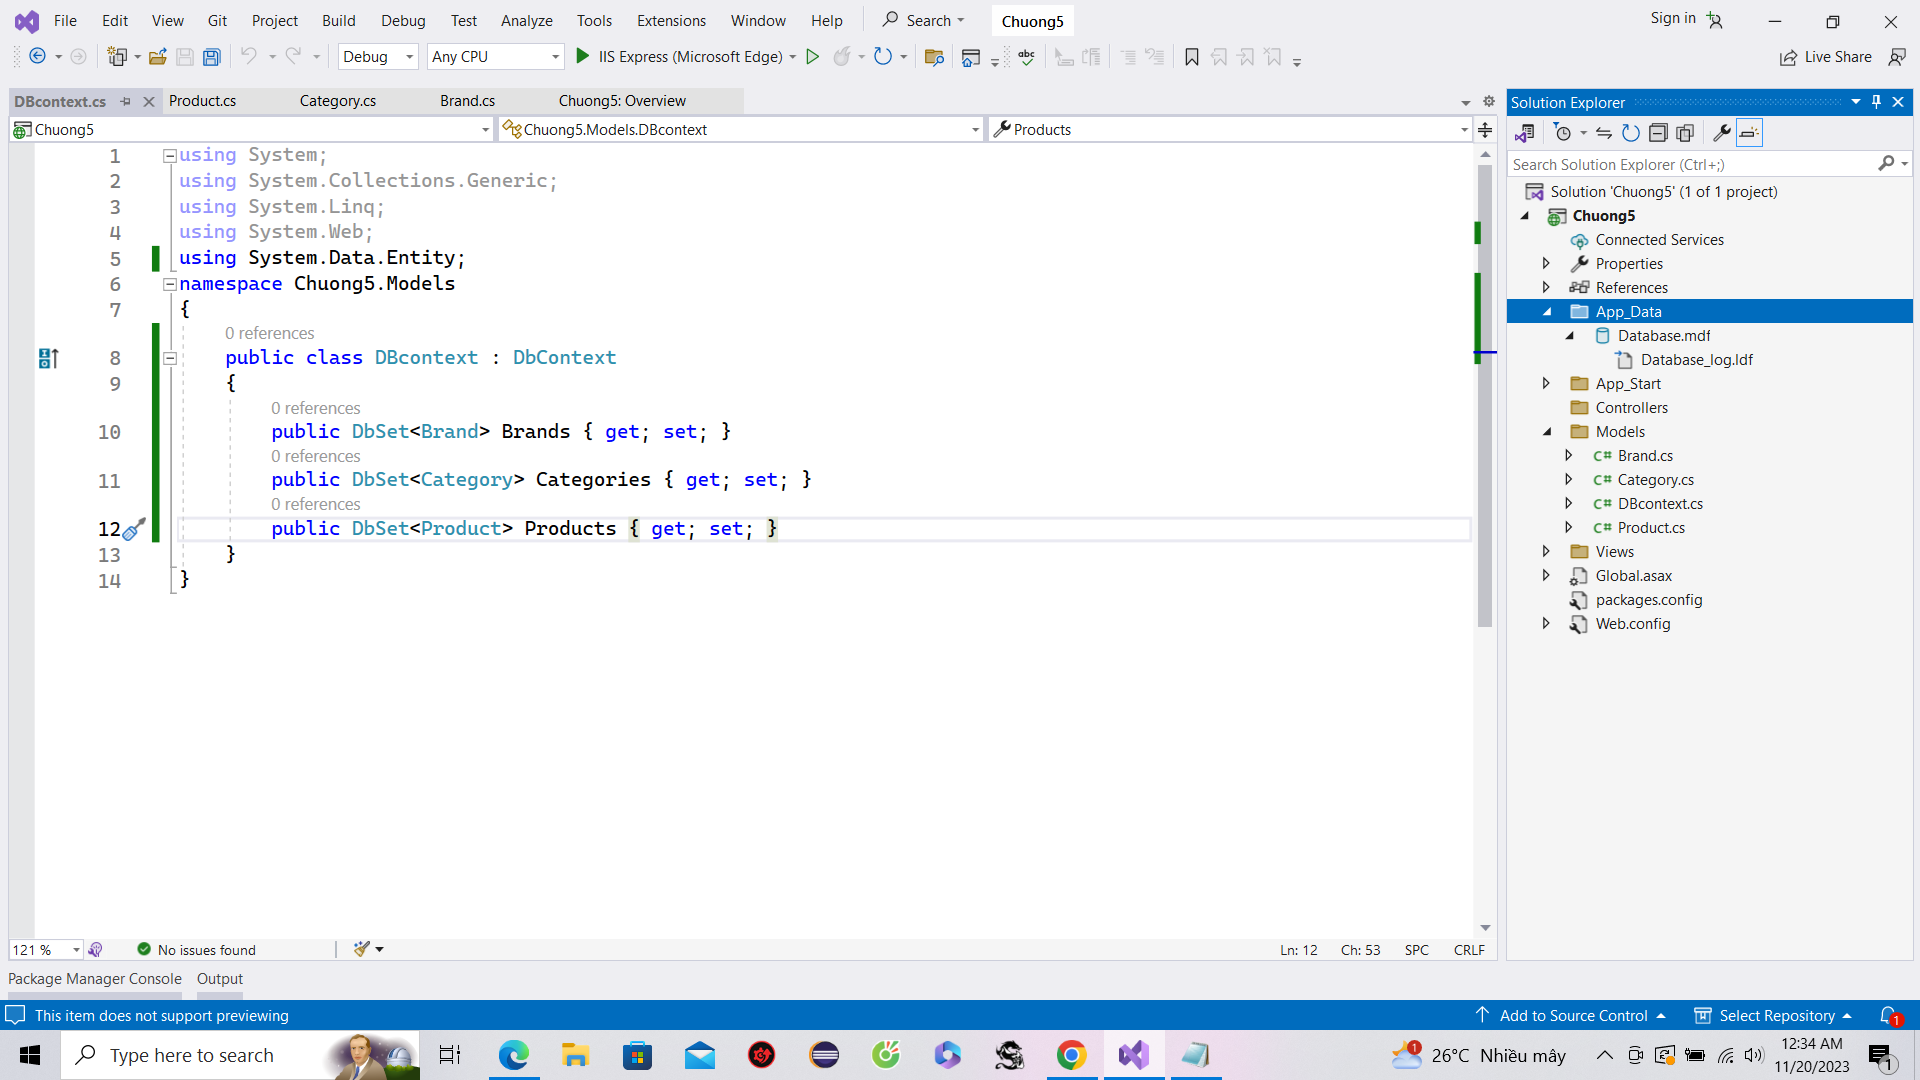 File Edit View Git Project Build Debug Test Analyze Tools Extensions Window Help Search Chuong5 Sign in
Debug Any CPU IIS Express (Microsoft Edge) abc Live Share
DBcontext.cs Product.cs Category.cs Brand.cs Chuong5: Overview
Chuong5 Chuong5.Models.DBcontext Products
1 using System;
2 using System.Collections.Generic;
3 using System.Linq;
4 using System.Web;
5 using System.Data.Entity;
6 namespace Chuong5.Models
7 {
0 references
8 public class DBcontext : DbContext
9 {
0 references
10 public DbSet<Brand> Brands { get; set; }
0 references
11 public DbSet<Category> Categories { get; set; }
0 references
12 public DbSet<Product> Products { get; set; }
13 }
14 }
121 % No issues found Ln: 12 Ch: 53 SPC CRLF
Package Manager Console Output
Solution Explorer
Search Solution Explorer (Ctrl+;)
Solution 'Chuong5' (1 of 1 project)
Chuong5
Connected Services
Properties
References
App_Data
Database.mdf
Database_log.ldf
App_Start
Controllers
Models
C# Brand.cs
C# Category.cs
C# DBcontext.cs
C# Product.cs
Views
Global.asax
packages.config
Web.config
This item does not support previewing Add to Source Control Select Repository 1
Type here to search 1 26°C Nhiều mây 12:34 AM
11/20/2023 1